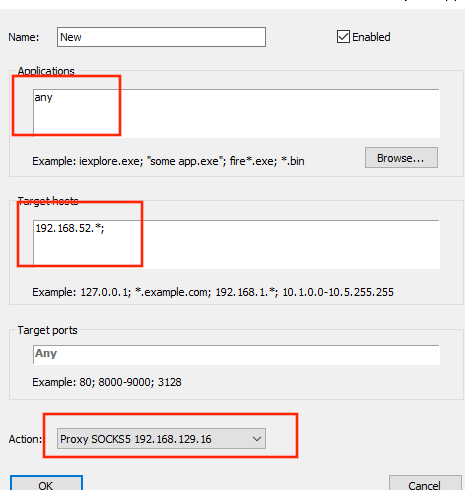 Name: New Enabled
Applications
any
Example: iexplore.exe; "some app.exe"; fire*.exe; *.bin Browse...
Target hosts
192.168.52.*;
Example: 127.0.0.1; *.example.com; 192.168.1.*; 10.1.0.0-10.5.255.255
Target ports
Any
Example: 80; 8000-9000; 3128
Action: Proxy SOCKS5 192.168.129.16
OK Cancel